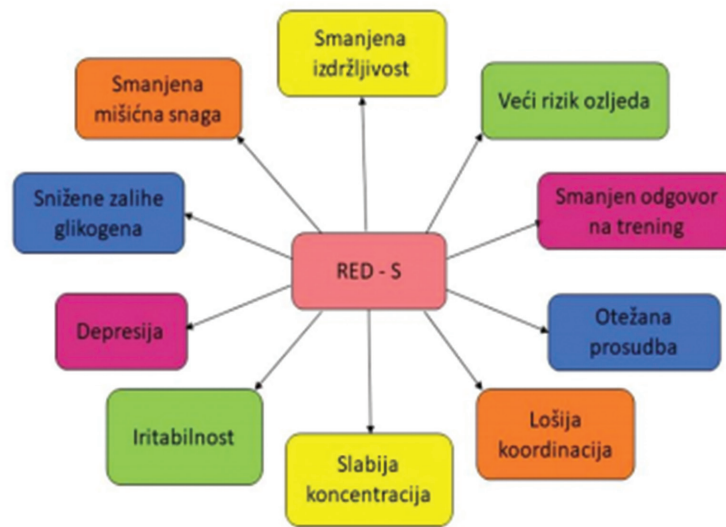 Smanjena
izdržljivost
Smanjena
mišićna snaga
Veći rizik ozljeda
Snižene zalihe
glikogena
Smanjen odgovor
na trening
RED - S
Depresija
Otežana
prosudba
Iritabilnost
Lošija
koordinacija
Slabija
koncentracija